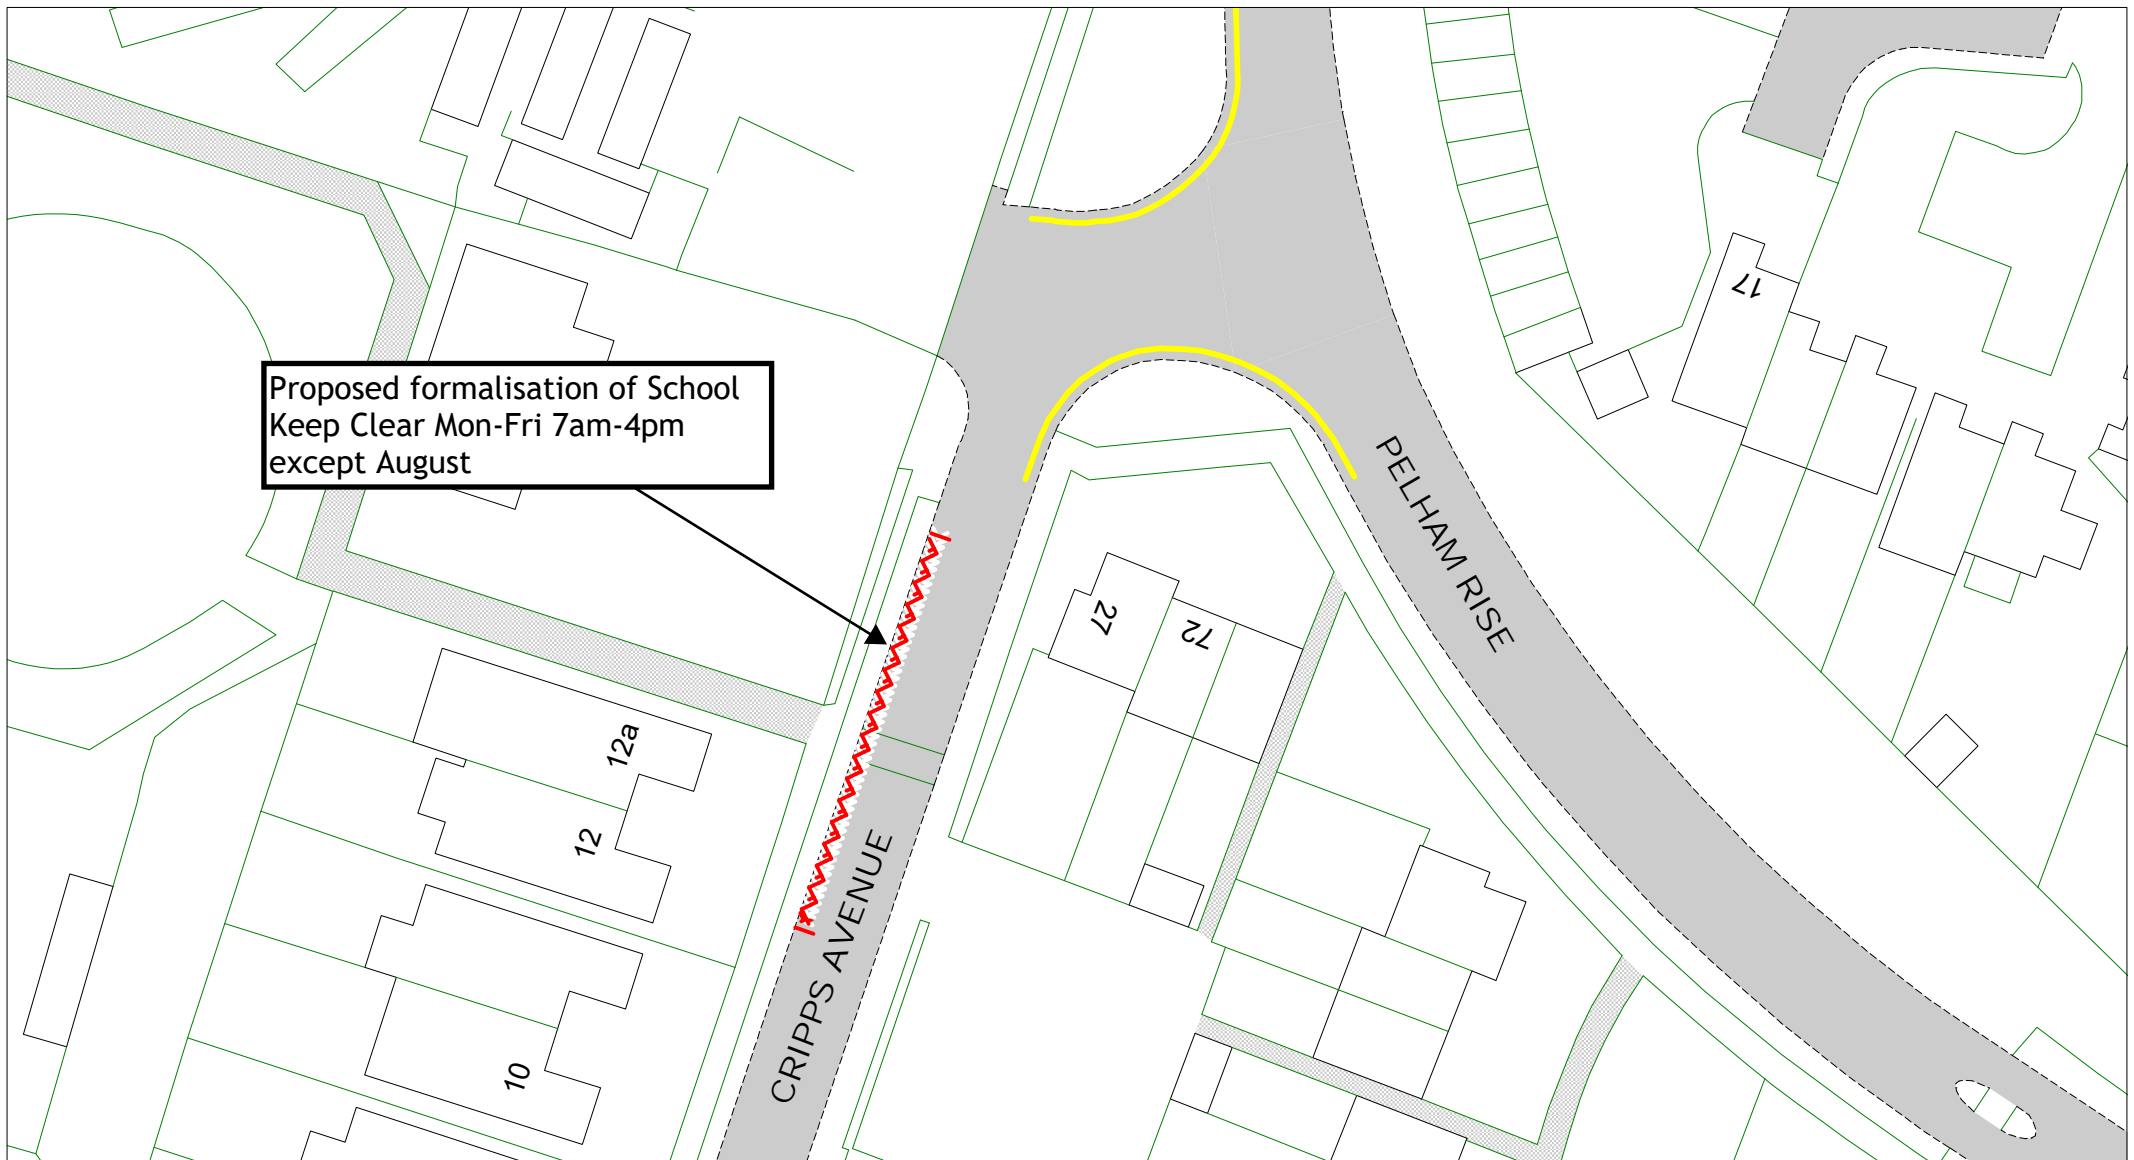 Proposed formalisation of School
Keep Clear Mon-Fri 7am-4pm
except August
17
PELHAM RISE
27
72
12a
12
CRIPPS AVENUE
10